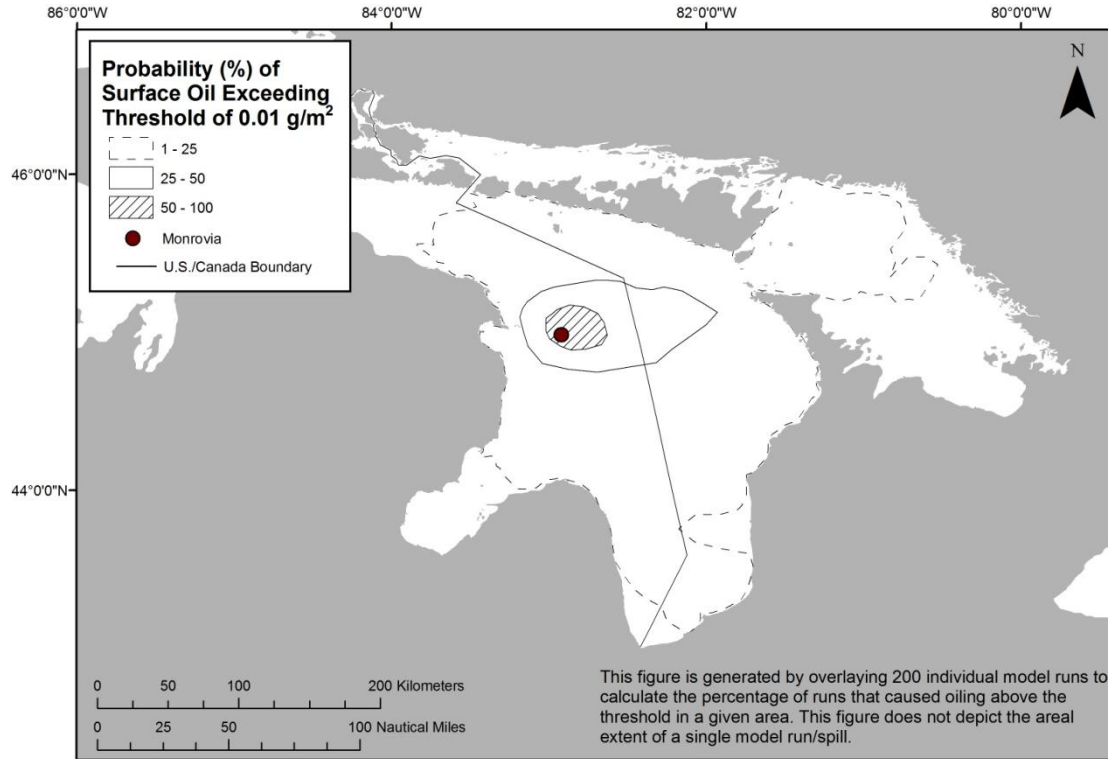 86°0'0"W 84°0'0"W 82°0'0"W 80°0'0"W
Probability (%) of
Surface Oil Exceeding
Threshold of 0.01 g/m²
1 - 25
25 - 50
50 - 100
Monrovia
U.S./Canada Boundary
N
46°0'0"N
44°0'0"N
0 50 100 200 Kilometers
0 25 50 100 Nautical Miles
This figure is generated by overlaying 200 individual model runs to
calculate the percentage of runs that caused oiling above the
threshold in a given area. This figure does not depict the areal
extent of a single model run/spill.